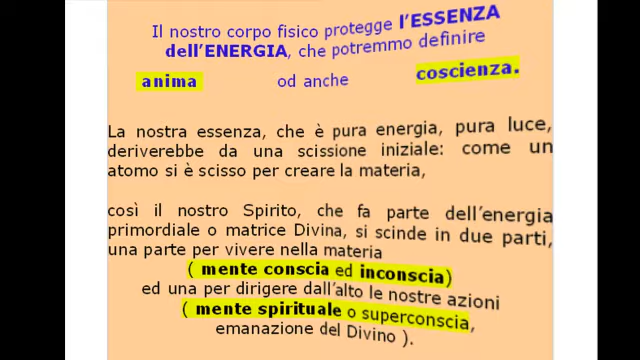 Il nostro corpo fisico protegge l’ESSENZA
dell’ENERGIA, che potremmo definire
anima od anche coscienza.
La nostra essenza, che è pura energia, pura luce,
deriverebbe da una scissione iniziale: come un
atomo si è scisso per creare la materia,
così il nostro Spirito, che fa parte dell’energia
primordiale o matrice Divina, si scinde in due parti,
una parte per vivere nella materia
( mente conscia ed inconscia)
ed una per dirigere dall’alto le nostre azioni
( mente spirituale o superconscia,
emanazione del Divino ).